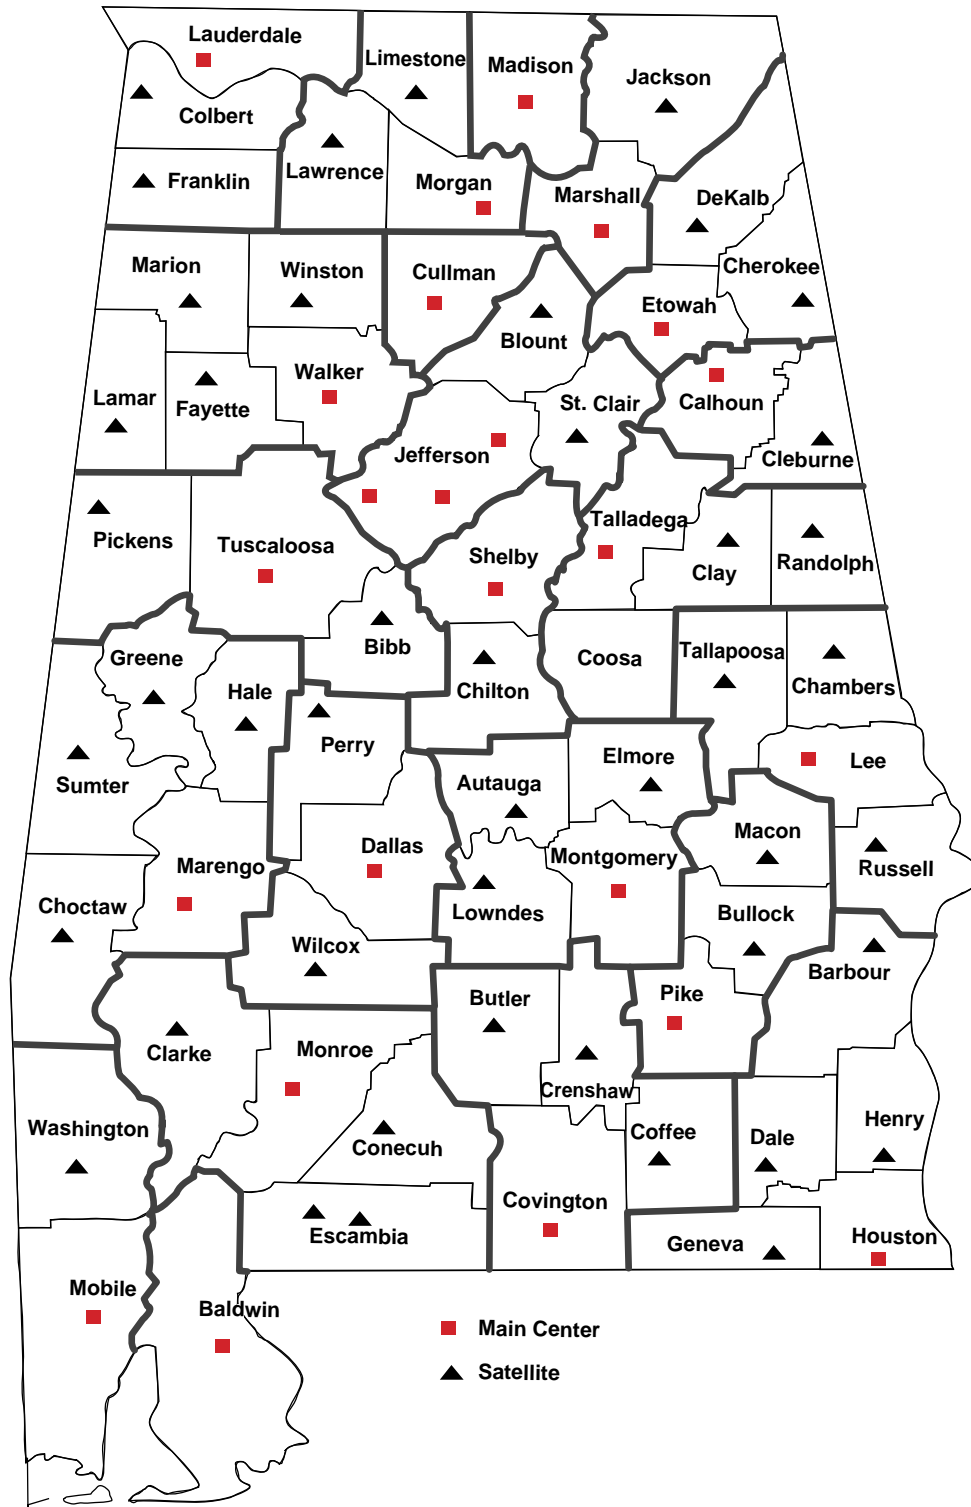 Lauderdale
Limestone
Madison
Jackson
Colbert
Franklin
Lawrence
Morgan
Marshall
DeKalb
Marion
Winston
Cullman
Cherokee
Etowah
Blount
Walker
Lamar
Fayette
St. Clair
Calhoun
Jefferson
Cleburne
Pickens
Tuscaloosa
Talladega
Shelby
Clay
Randolph
Bibb
Greene
Coosa
Tallapoosa
Chambers
Hale
Chilton
Perry
Sumter
Autauga
Elmore
Lee
Macon
Dallas
Marengo
Montgomery
Russell
Choctaw
Lowndes
Bullock
Wilcox
Barbour
Butler
Pike
Clarke
Monroe
Crenshaw
Washington
Conecuh
Coffee
Dale
Henry
Covington
Escambia
Geneva
Houston
Mobile
Baldwin
Main Center
Satellite